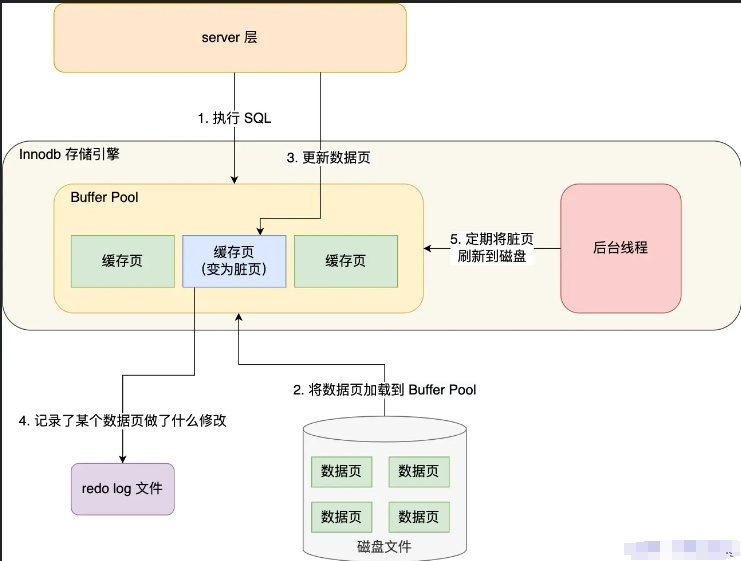 server 层
1. 执行 SQL
Innodb 存储引擎
3. 更新数据页
Buffer Pool
缓存页
缓存页
(变为脏页)
缓存页
5. 定期将脏页
刷新到磁盘
后台线程
2. 将数据页加载到 Buffer Pool
4. 记录了某个数据页做了什么修改
redo log 文件
数据页
数据页
数据页
数据页
磁盘文件